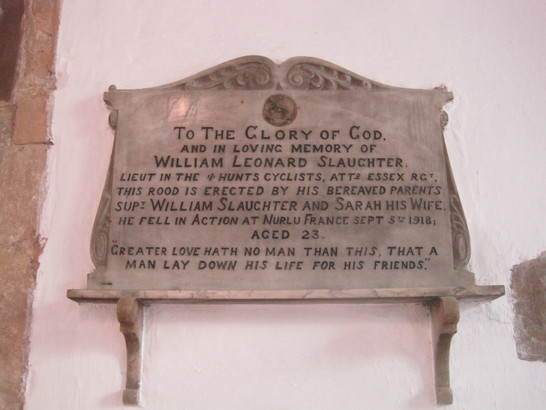 TO THE GLORY OF GOD,
AND IN LOVING MEMORY OF
WILLIAM LEONARD SLAUGHTER.
LIEUT IN THE 4 HUNTS CYCLISTS, ATTD ESSEX RGT,
THIS ROOD IS ERECTED BY HIS BEREAVED PARENTS
SUPT WILLIAM SLAUGHTER AND SARAH HIS WIFE,
HE FELL IN ACTION AT NURLU FRANCE SEPT 5TH 1918,
AGED 23.
"GREATER LOVE HATH NO MAN THAN THIS, THAT A
MAN LAY DOWN HIS LIFE FOR HIS FRIENDS."